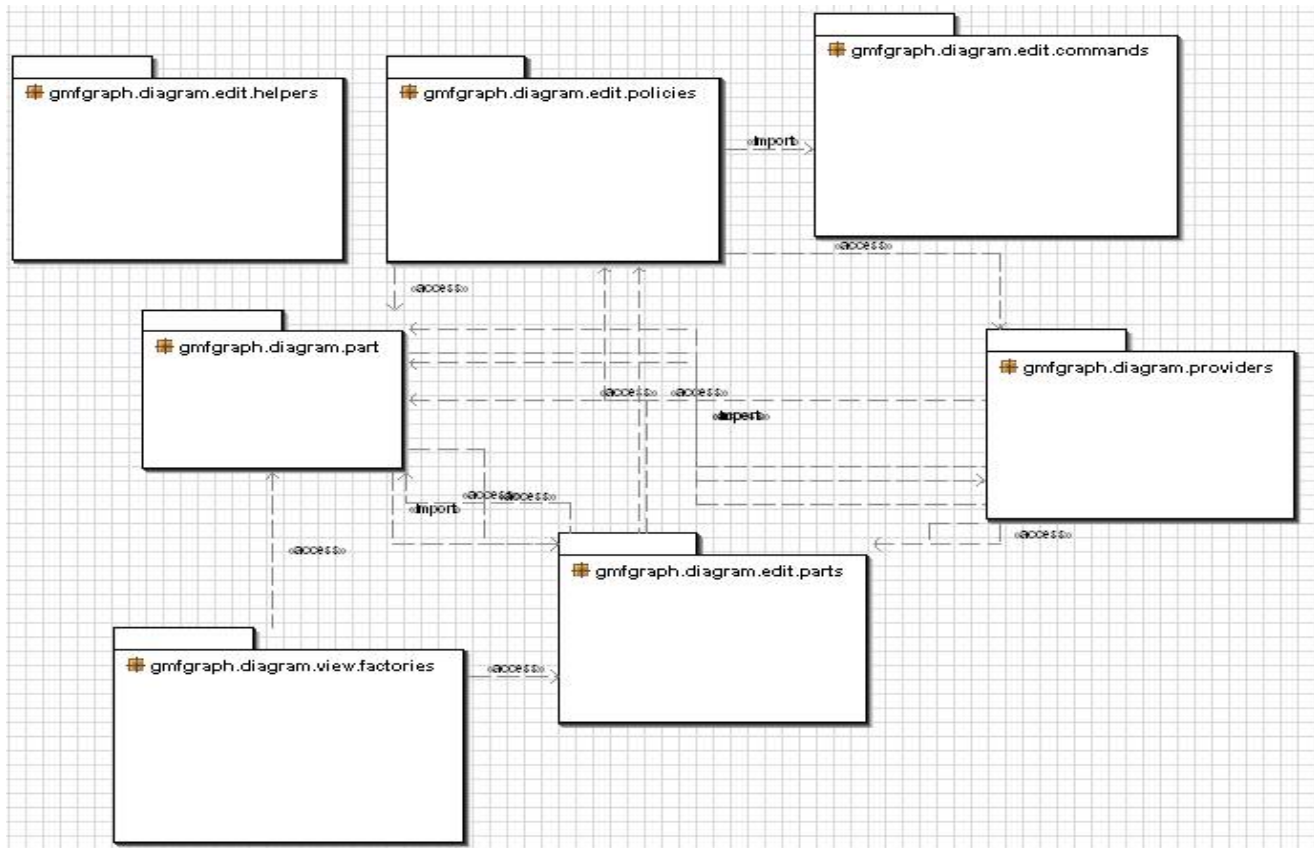 gmfgraph.diagram.edit.commands
gmfgraph.diagram.edit.helpers
gmfgraph.diagram.edit.policies
«import»
«access»
«access»
gmfgraph.diagram.part
gmfgraph.diagram.providers
«access»
«access»
«access»
«access»
«import»
«access»
«access»
gmfgraph.diagram.edit.parts
gmfgraph.diagram.view.factories
«access»